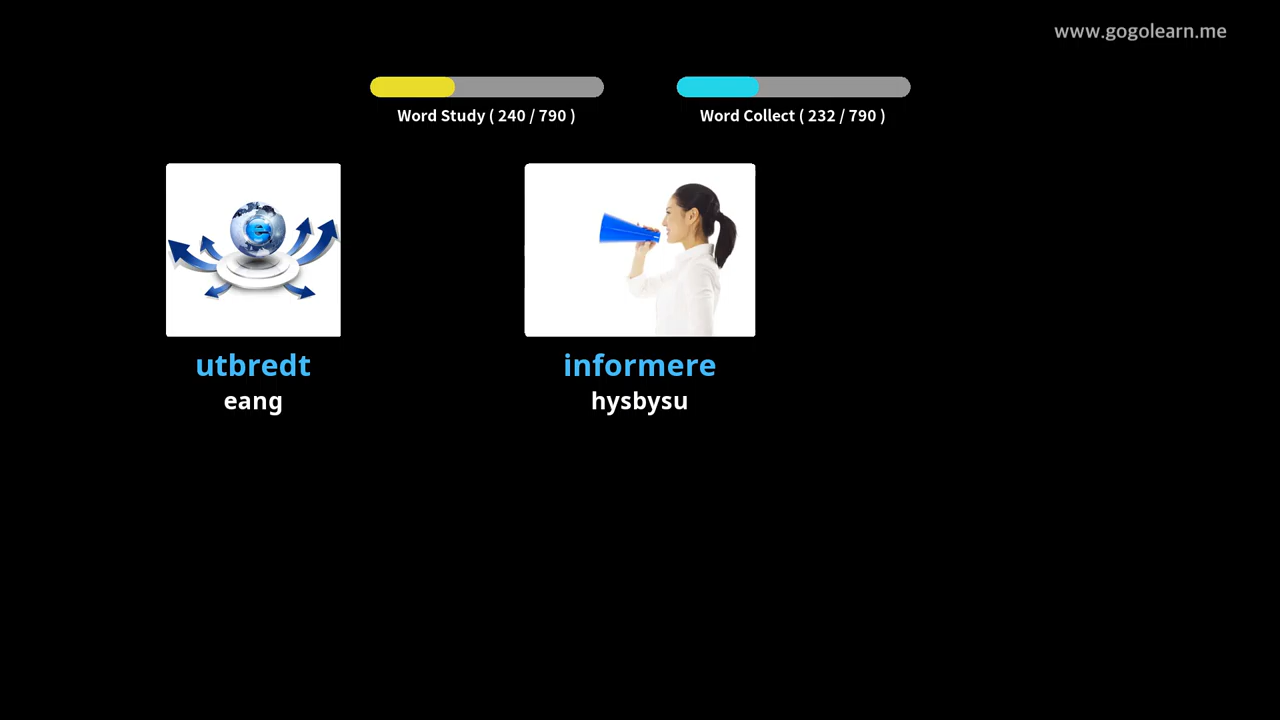 www.gogolearn.me
Word Study ( 240 / 790 )
Word Collect ( 232 / 790 )
e
utbredt
informere
eang
hysbysu